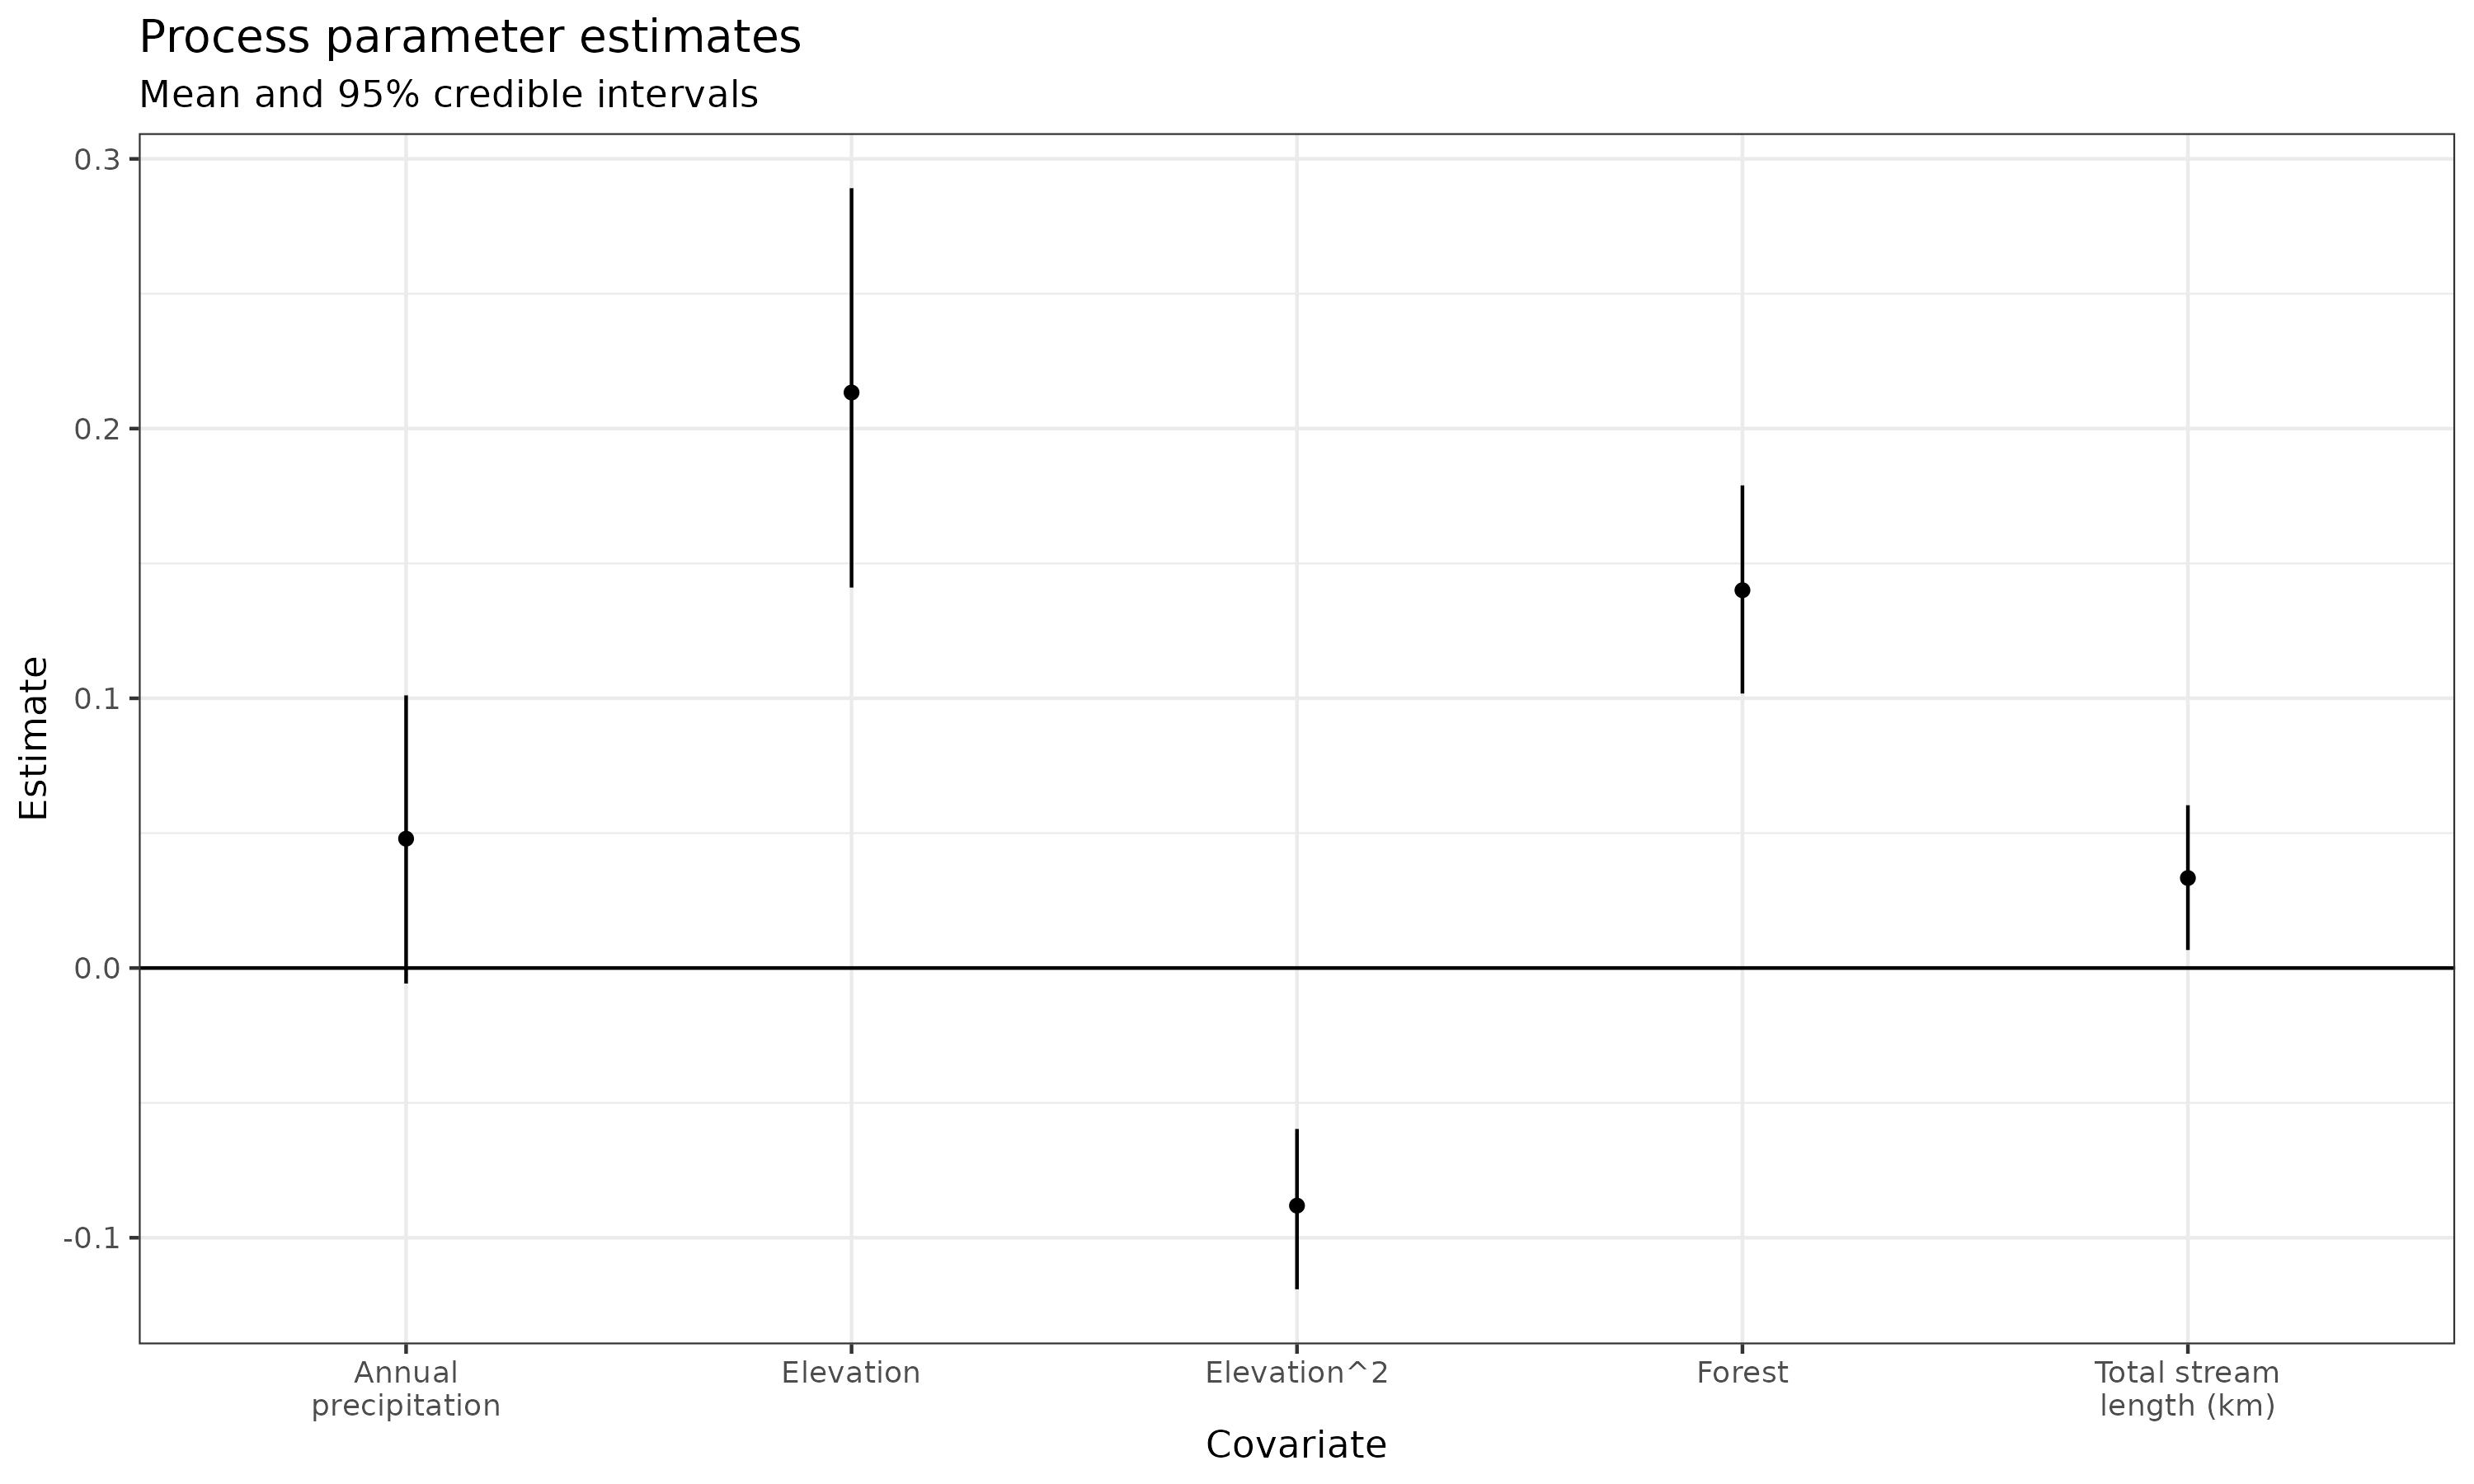 Process parameter estimates
Mean and 95% credible intervals
0.3
0.2
0.1
0.0
-0.1
Estimate
Annual
precipitation
Elevation
Elevation^2
Forest
Total stream
length (km)
Covariate